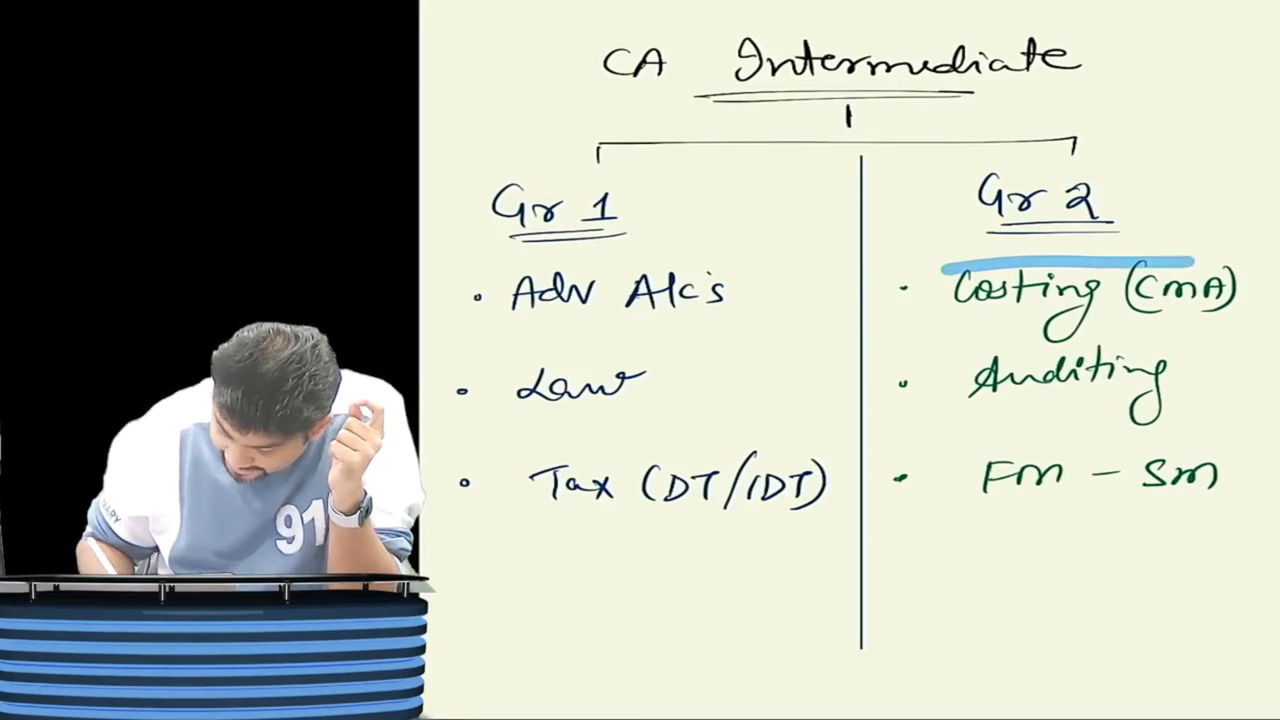 CA Intermediate
Gr 1
• Adv A/c's
• Law
• Tax (DT/IDT)
Gr 2
• Costing (CMA)
• Auditing
• FM - SM
91